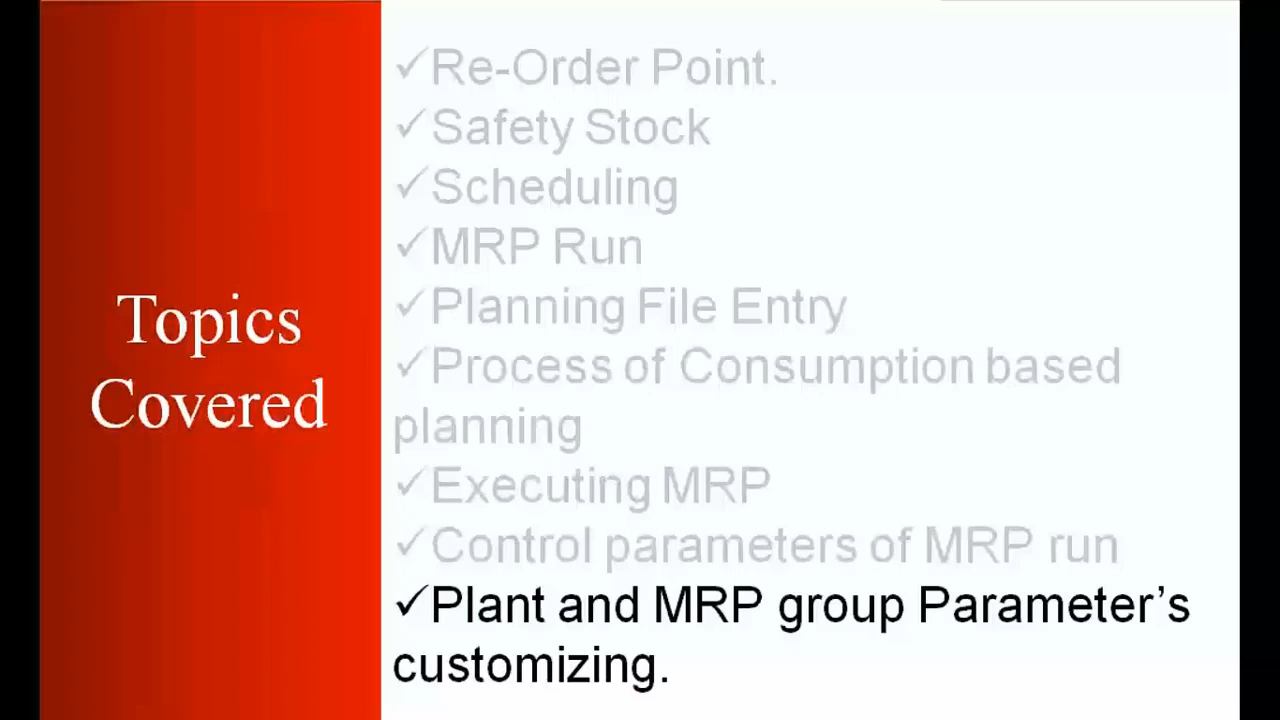 Topics
Covered
✓Re-Order Point.
✓Safety Stock
✓Scheduling
✓MRP Run
✓Planning File Entry
✓Process of Consumption based
planning
✓Executing MRP
✓Control parameters of MRP run
✓Plant and MRP group Parameter’s
customizing.